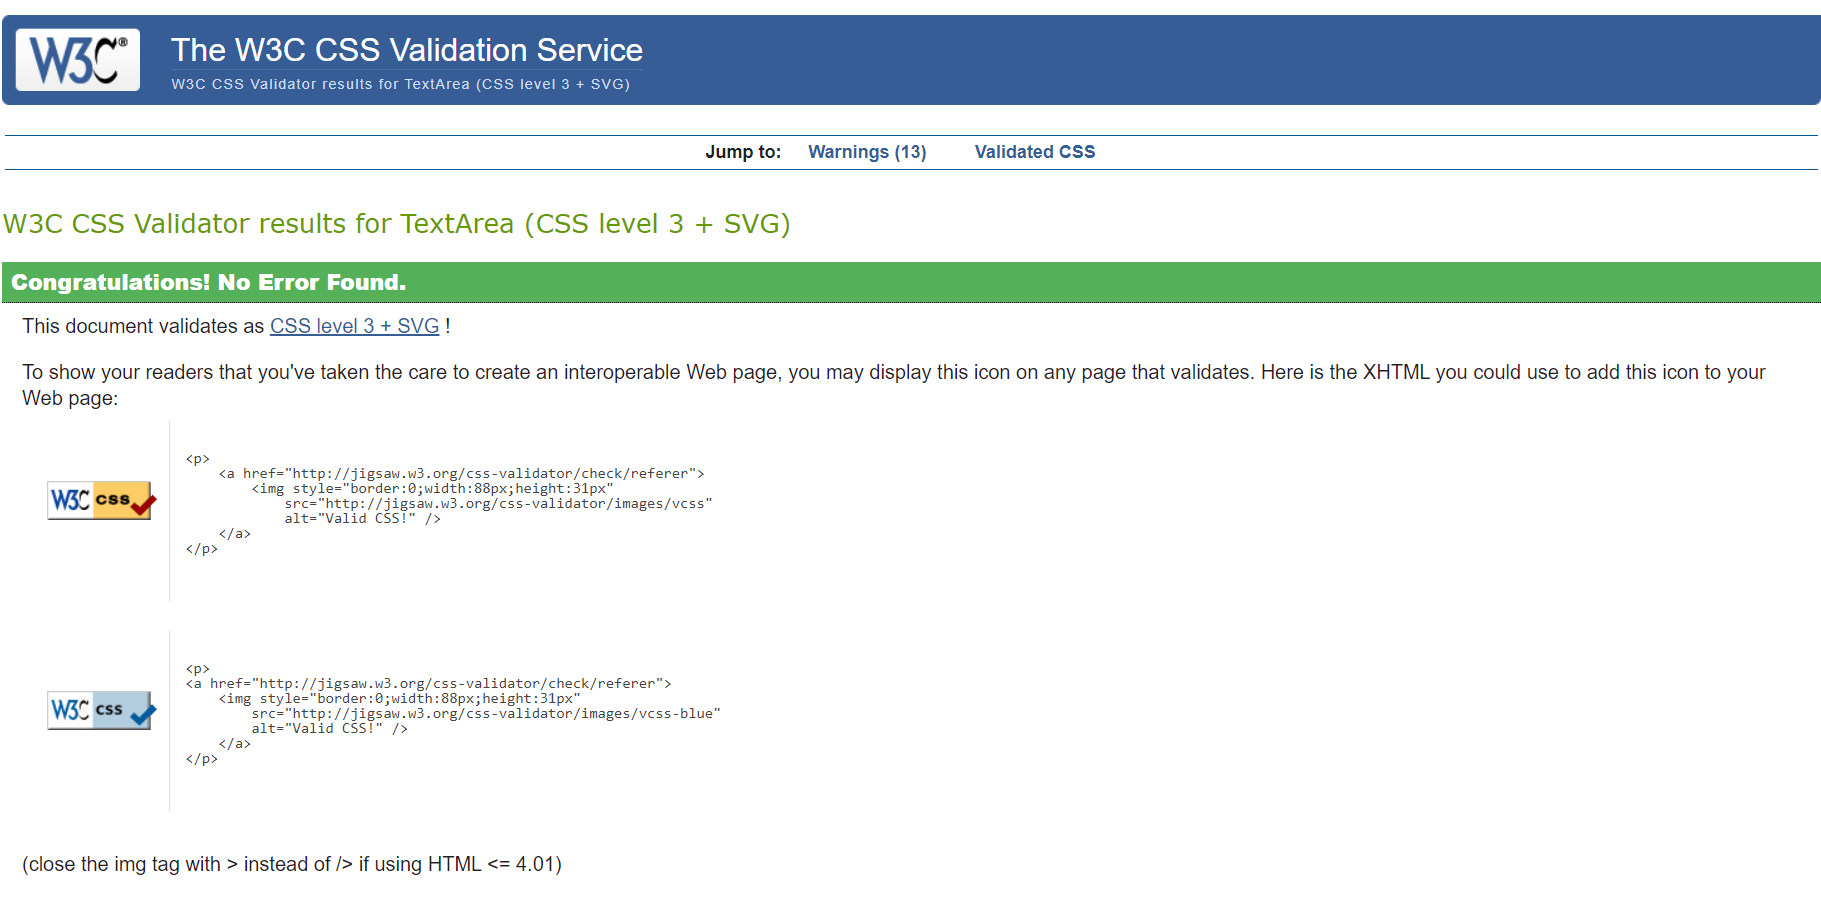 W3C®
The W3C CSS Validation Service
W3C CSS Validator results for TextArea (CSS level 3 + SVG)
Jump to: Warnings (13) Validated CSS
W3C CSS Validator results for TextArea (CSS level 3 + SVG)
Congratulations! No Error Found.
This document validates as CSS level 3 + SVG !
To show your readers that you've taken the care to create an interoperable Web page, you may display this icon on any page that validates. Here is the XHTML you could use to add this icon to your
Web page:
W3C css
<p>
<a href="http://jigsaw.w3.org/css-validator/check/referer">
<img style="border:0;width:88px;height:31px"
src="http://jigsaw.w3.org/css-validator/images/vcss"
alt="Valid CSS!" />
</a>
</p>
W3C css
<p>
<a href="http://jigsaw.w3.org/css-validator/check/referer">
<img style="border:0;width:88px;height:31px"
src="http://jigsaw.w3.org/css-validator/images/vcss-blue"
alt="Valid CSS!" />
</a>
</p>
(close the img tag with > instead of /> if using HTML <= 4.01)